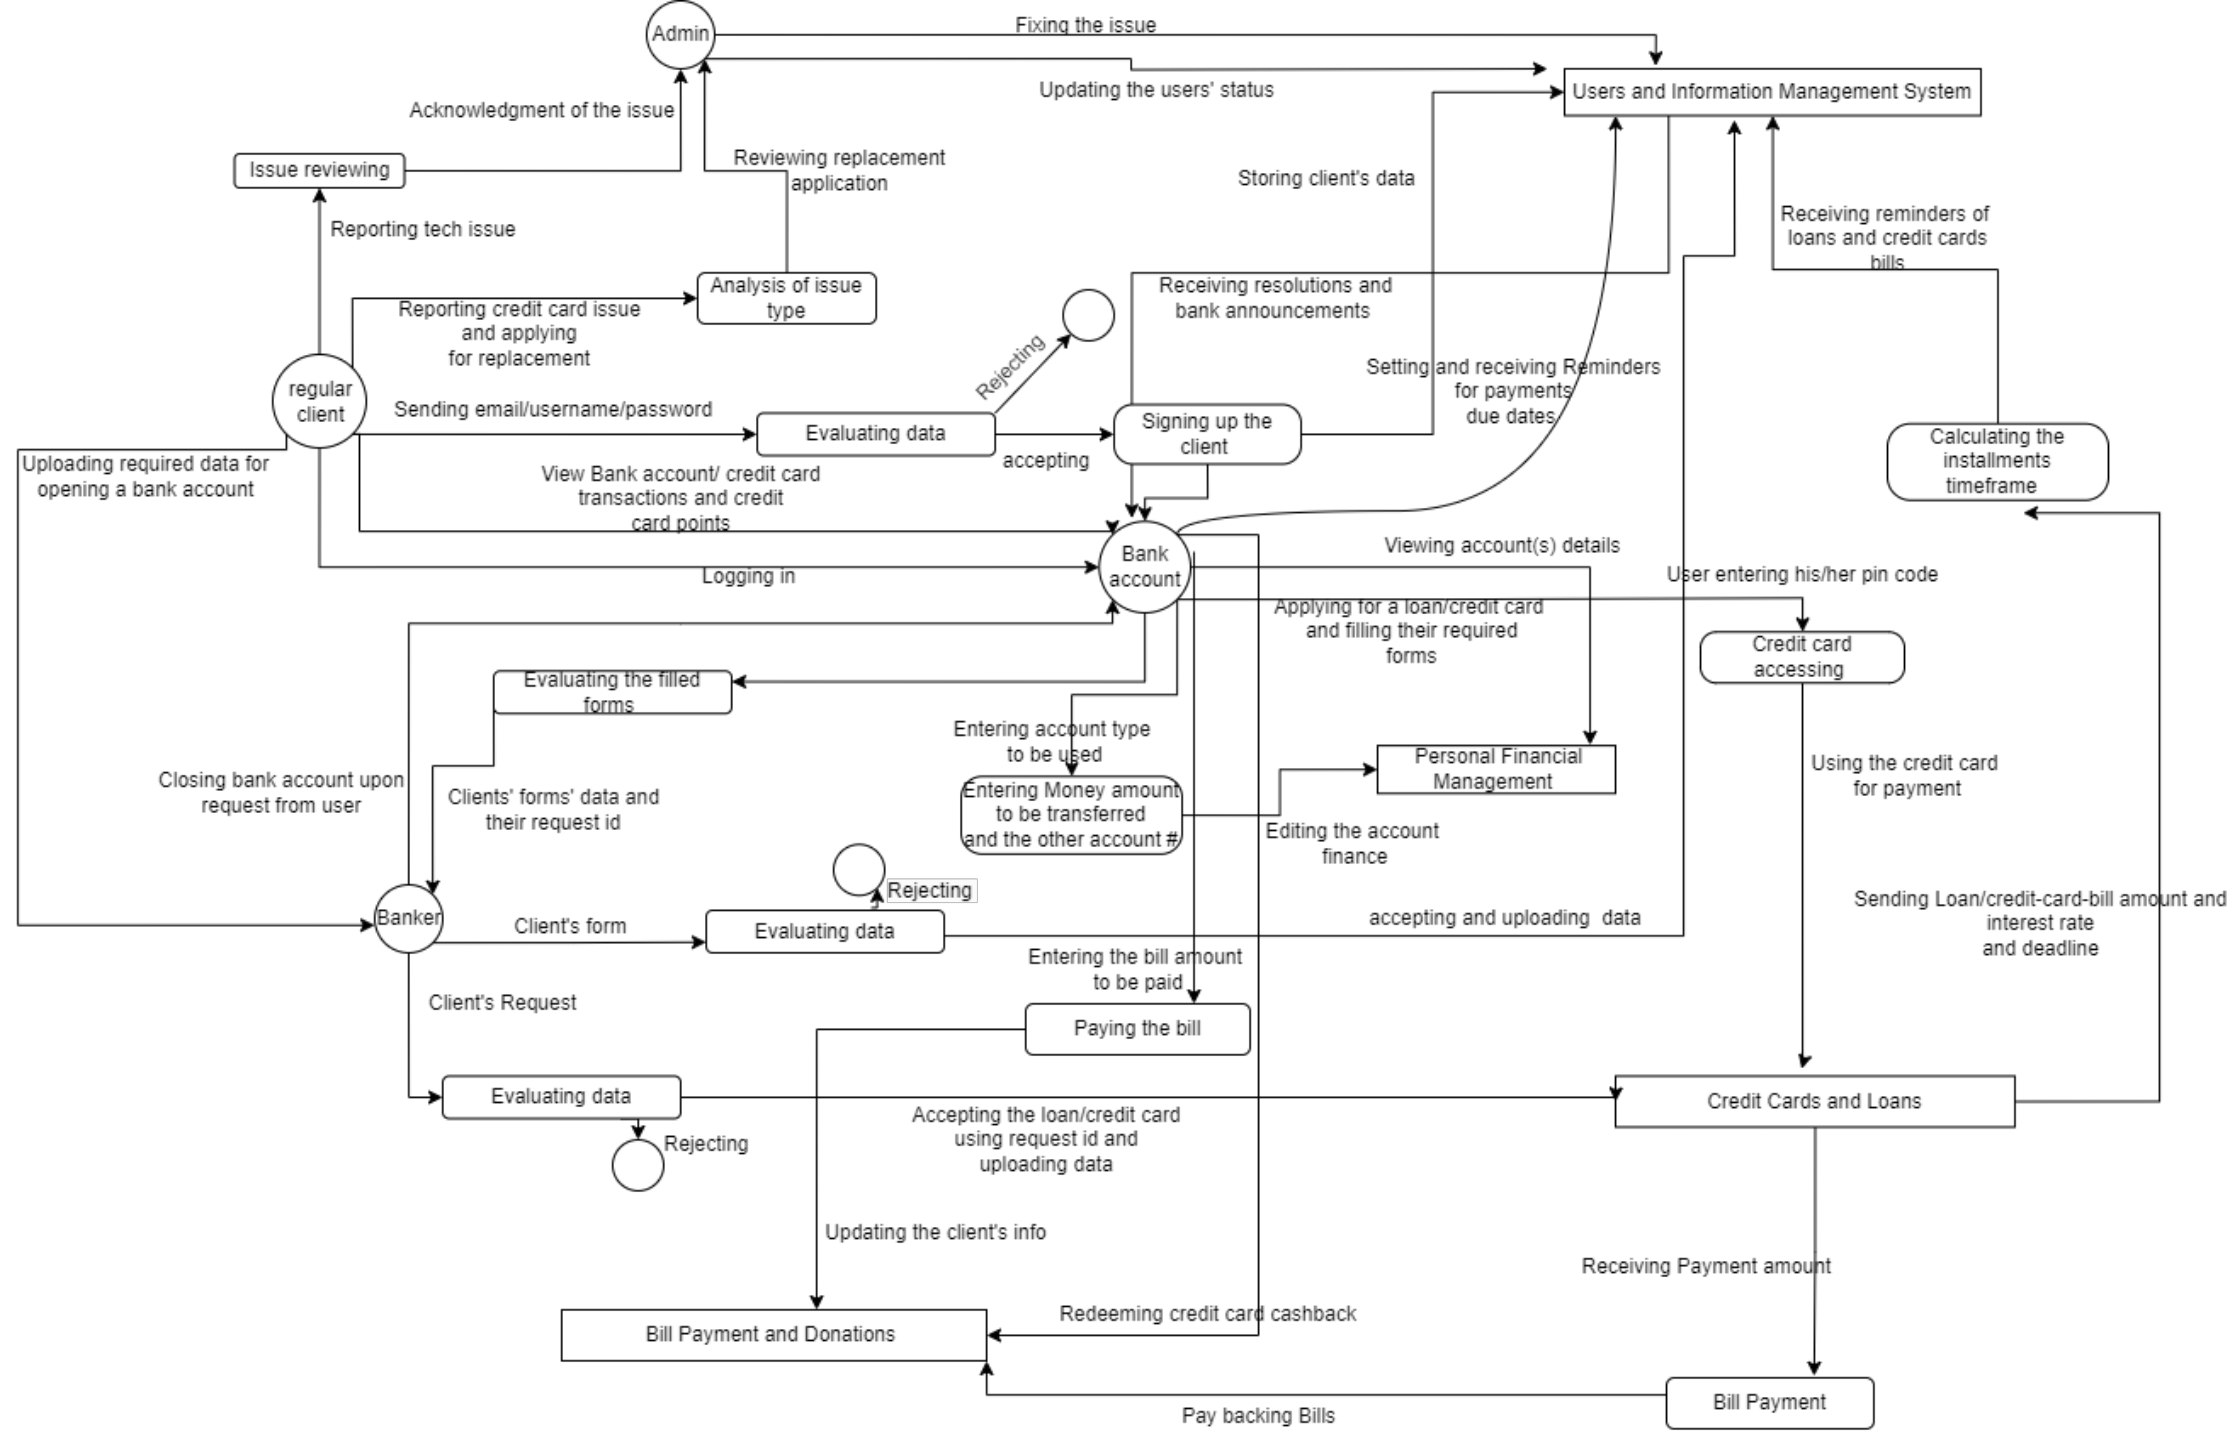 Admin
Fixing the issue
Updating the users' status
Users and Information Management System
Acknowledgment of the issue
Issue reviewing
Reviewing replacement
application
Storing client's data
Reporting tech issue
Receiving reminders of
loans and credit cards
bills
Analysis of issue
type
Reporting credit card issue
and applying
for replacement
Receiving resolutions and
bank announcements
Rejecting
Setting and receiving Reminders
for payments
due dates
regular
client
Sending email/username/password
Evaluating data
accepting
Signing up the
client
Calculating the
installments
timeframe
Uploading required data for
opening a bank account
View Bank account/ credit card
transactions and credit
card points
Logging in
Bank
account
Viewing account(s) details
User entering his/her pin code
Applying for a loan/credit card
and filling their required
forms
Credit card
accessing
Evaluating the filled
forms
Entering account type
to be used
Personal Financial
Management
Using the credit card
for payment
Closing bank account upon
request from user
Clients' forms' data and
their request id
Entering Money amount
to be transferred
and the other account #
Editing the account
finance
Rejecting
Banker
Client's form
Evaluating data
accepting and uploading  data
Sending Loan/credit-card-bill amount and
interest rate
and deadline
Entering the bill amount
to be paid
Client's Request
Paying the bill
Evaluating data
Rejecting
Accepting the loan/credit card
using request id and
uploading data
Credit Cards and Loans
Updating the client's info
Receiving Payment amount
Redeeming credit card cashback
Bill Payment and Donations
Pay backing Bills
Bill Payment